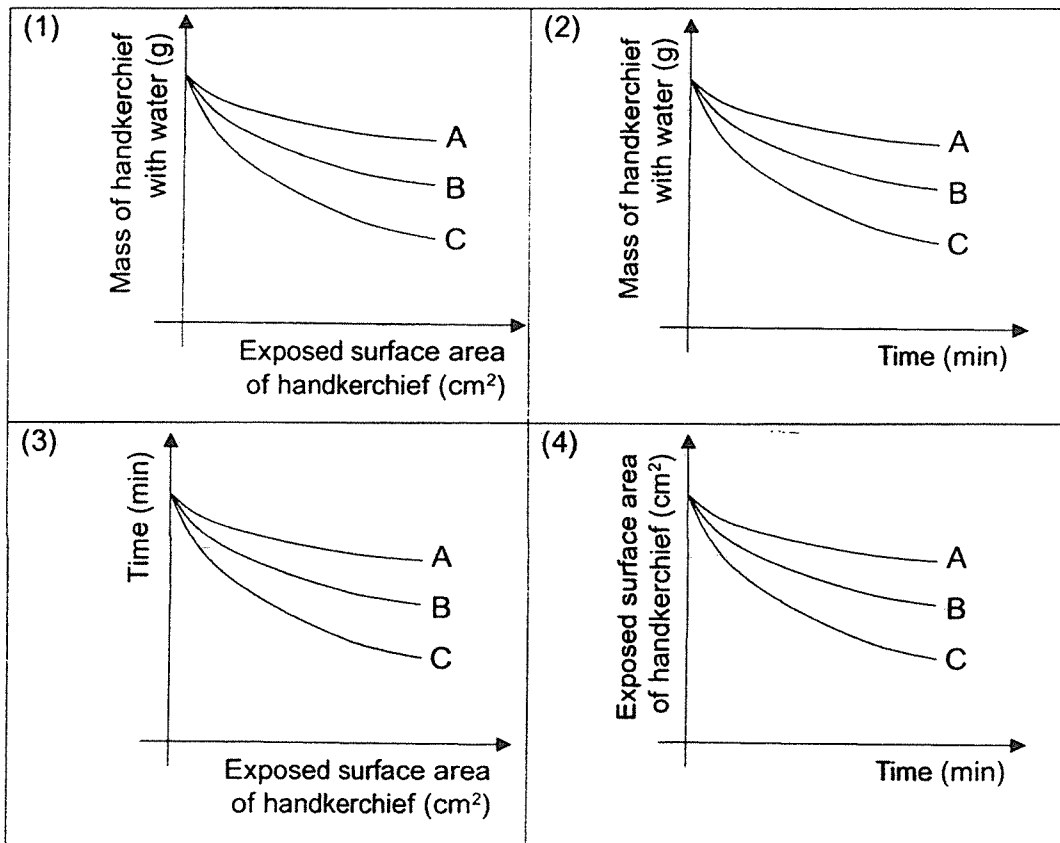 (1)
Mass of handkerchief
with water (g)
A
B
C
Exposed surface area
of handkerchief (cm²)
(2)
Mass of handkerchief
with water (g)
A
B
C
Time (min)
(3)
Time (min)
A
B
C
Exposed surface area
of handkerchief (cm²)
(4)
Exposed surface area
of handkerchief (cm²)
A
B
C
Time (min)